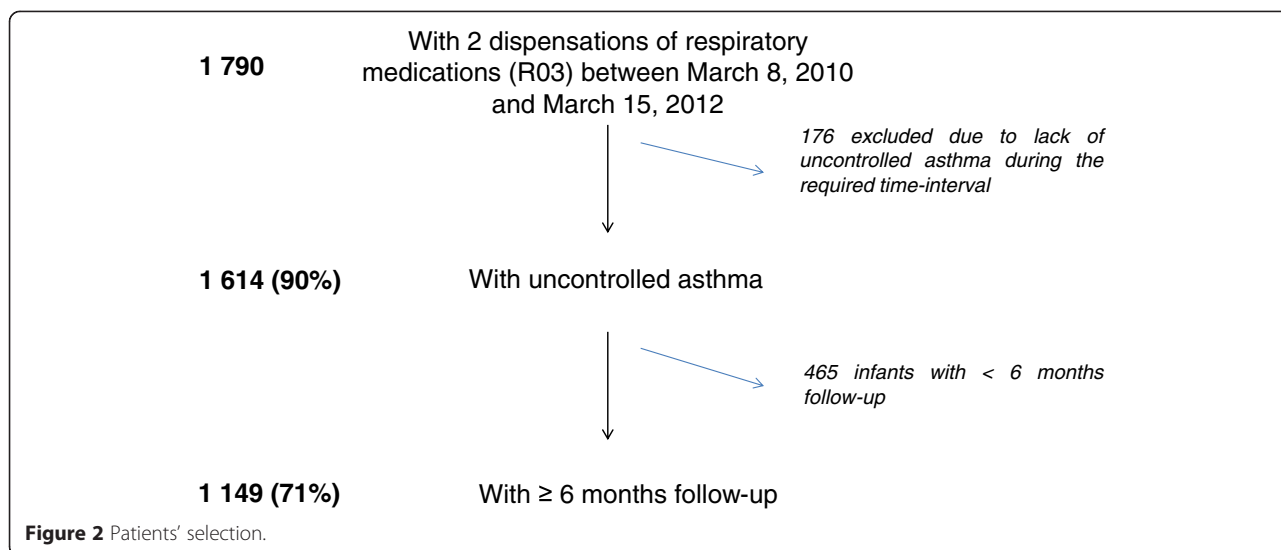 1 790
With 2 dispensations of respiratory
medications (R03) between March 8, 2010
and March 15, 2012
176 excluded due to lack of
uncontrolled asthma during the
required time-interval
1 614 (90%)
With uncontrolled asthma
465 infants with < 6 months
follow-up
1 149 (71%)
With ≥ 6 months follow-up
Figure 2 Patients’ selection.